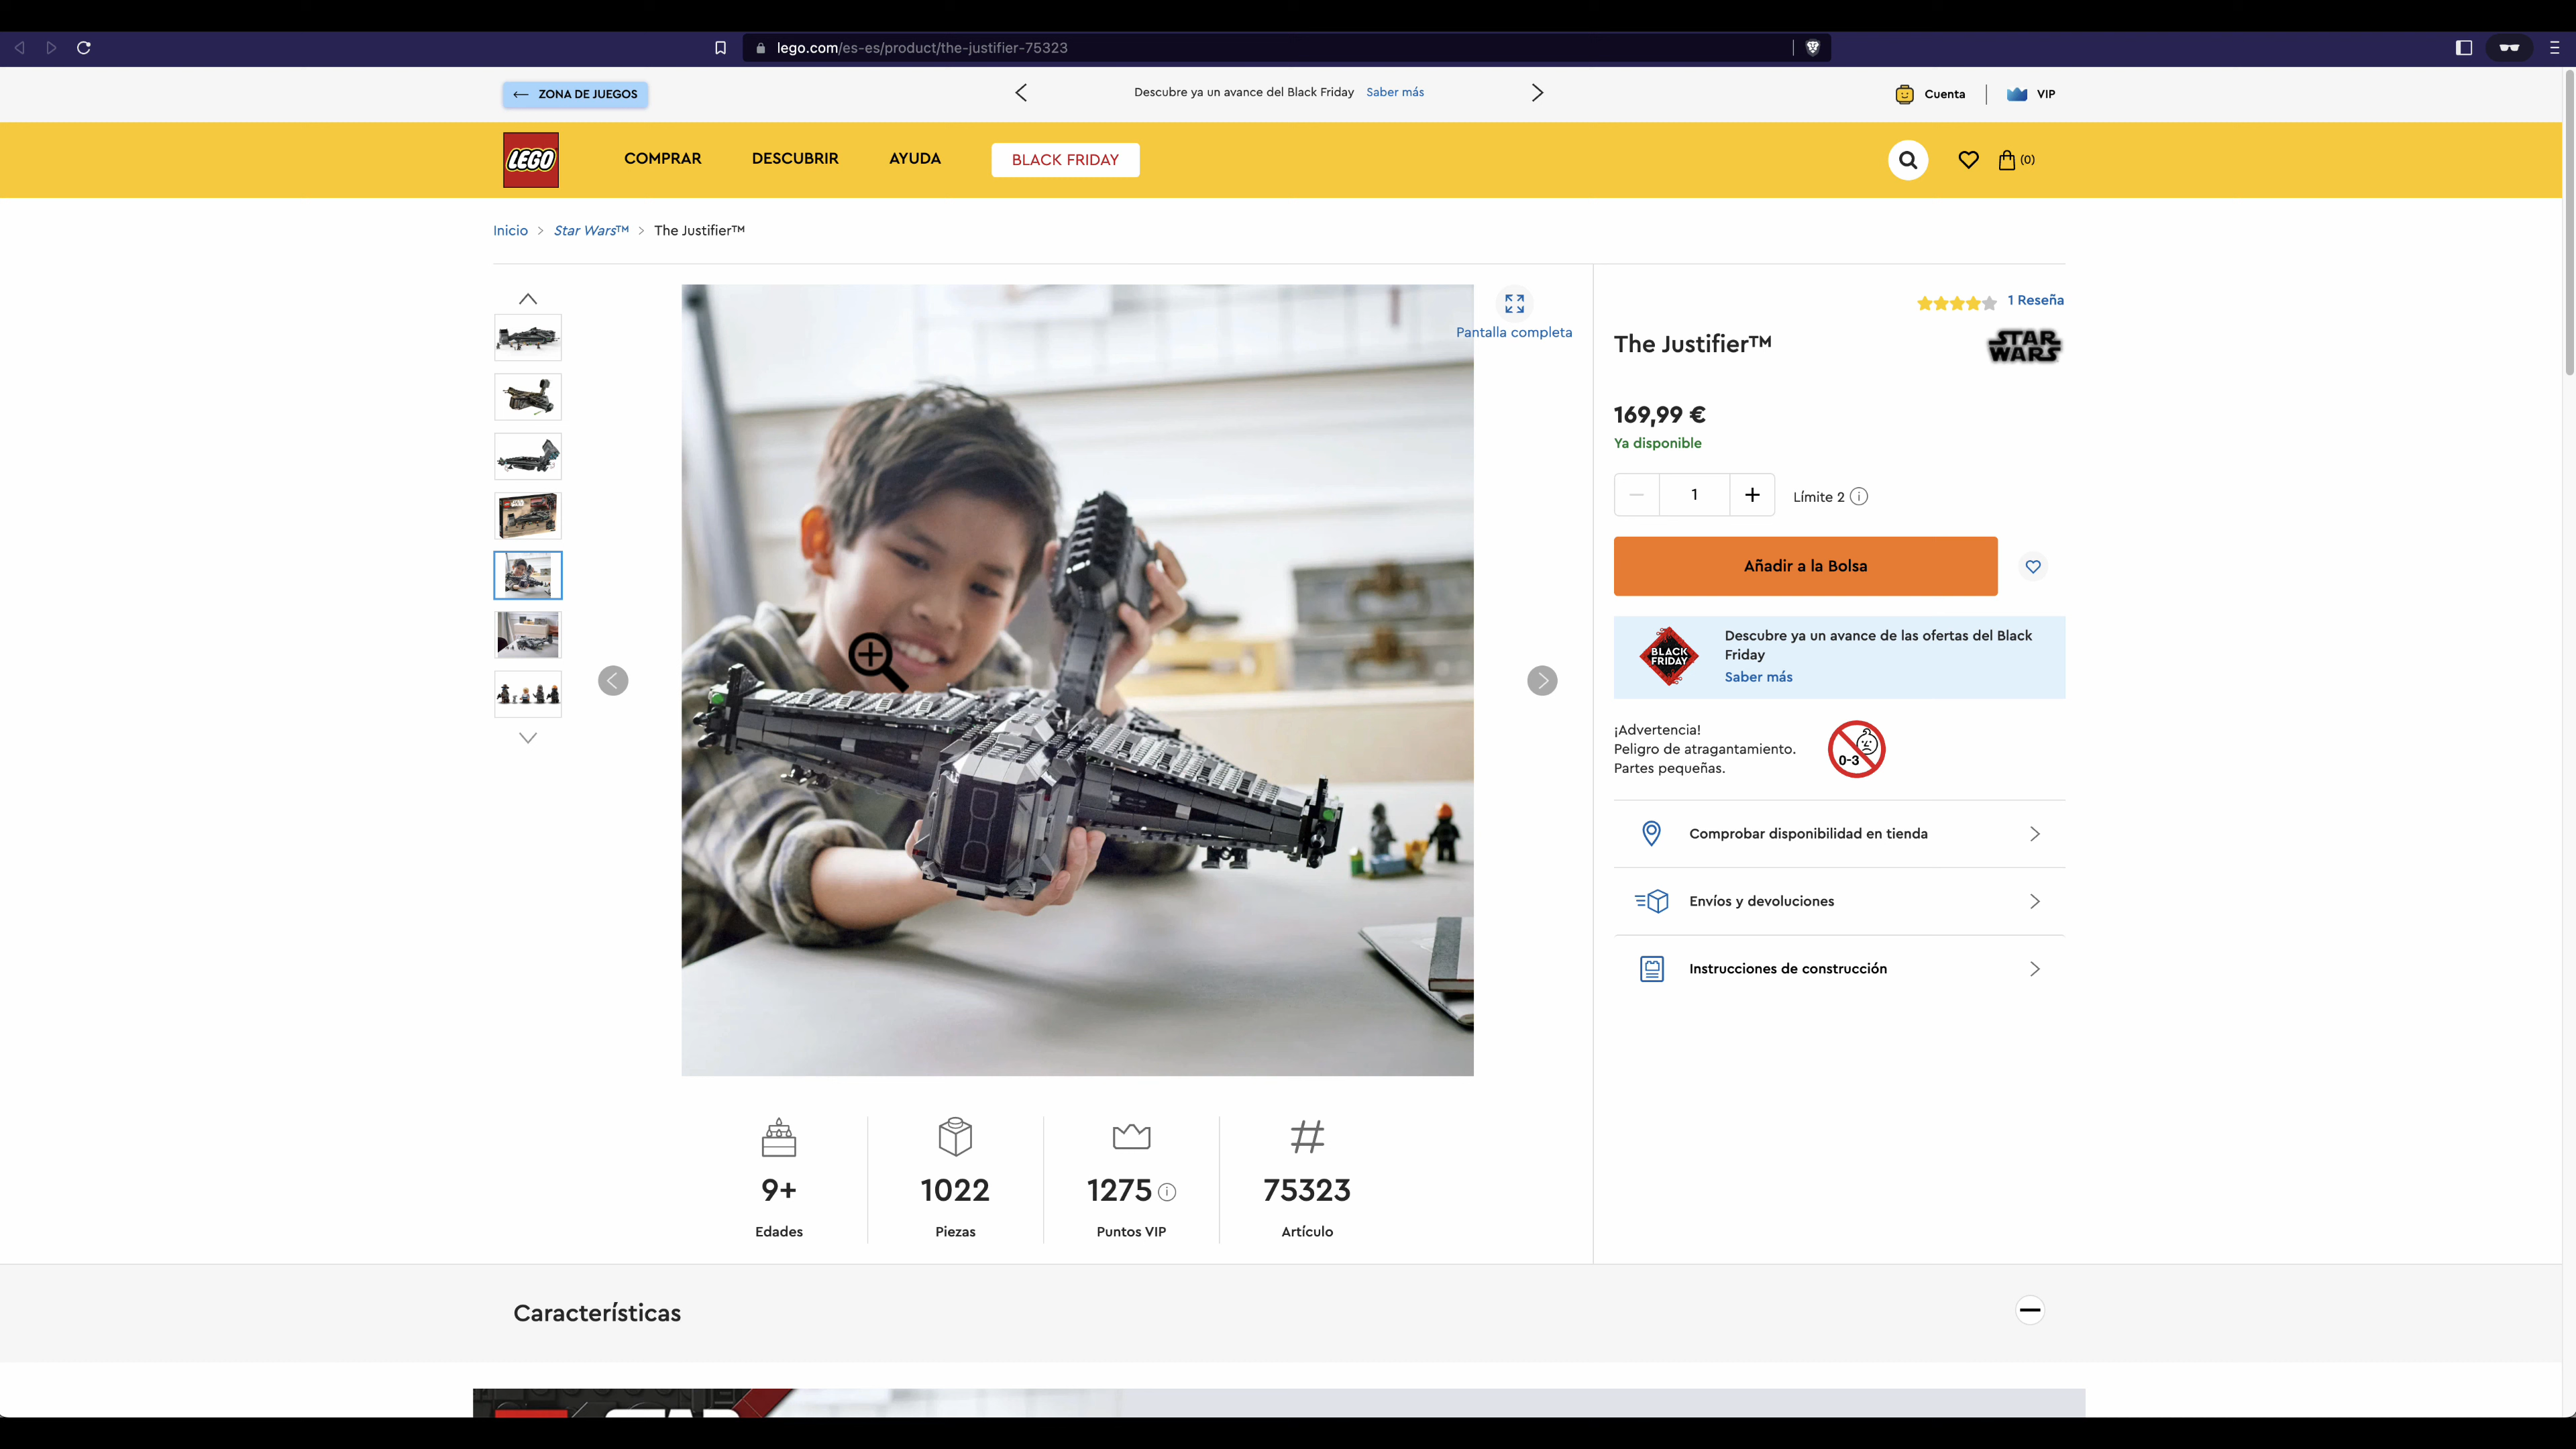 lego.com/es-es/product/the-justifier-75323
ZONA DE JUEGOS
Descubre ya un avance del Black Friday Saber más
Cuenta
VIP
LEGO
COMPRAR
DESCUBRIR
AYUDA
BLACK FRIDAY
(0)
Inicio > Star Wars™ > The Justifier™
Pantalla completa
1 Reseña
The Justifier™
STAR
WARS
169,99 €
Ya disponible
1
Límite 2
Añadir a la Bolsa
BLACK
FRIDAY
Descubre ya un avance de las ofertas del Black
Friday
Saber más
¡Advertencia!
Peligro de atragantamiento.
Partes pequeñas.
0-3
Comprobar disponibilidad en tienda
Envíos y devoluciones
Instrucciones de construcción
9+
Edades
1022
Piezas
1275
Puntos VIP
75323
Artículo
Características